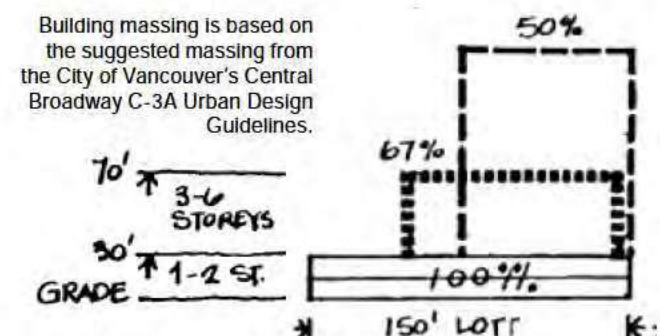 Building massing is based on
the suggested massing from
the City of Vancouver's Central
Broadway C-3A Urban Design
Guidelines.
50%
67%
70'
3-6
STOREYS
30'
1-2 ST.
GRADE
100%
150' LOTT